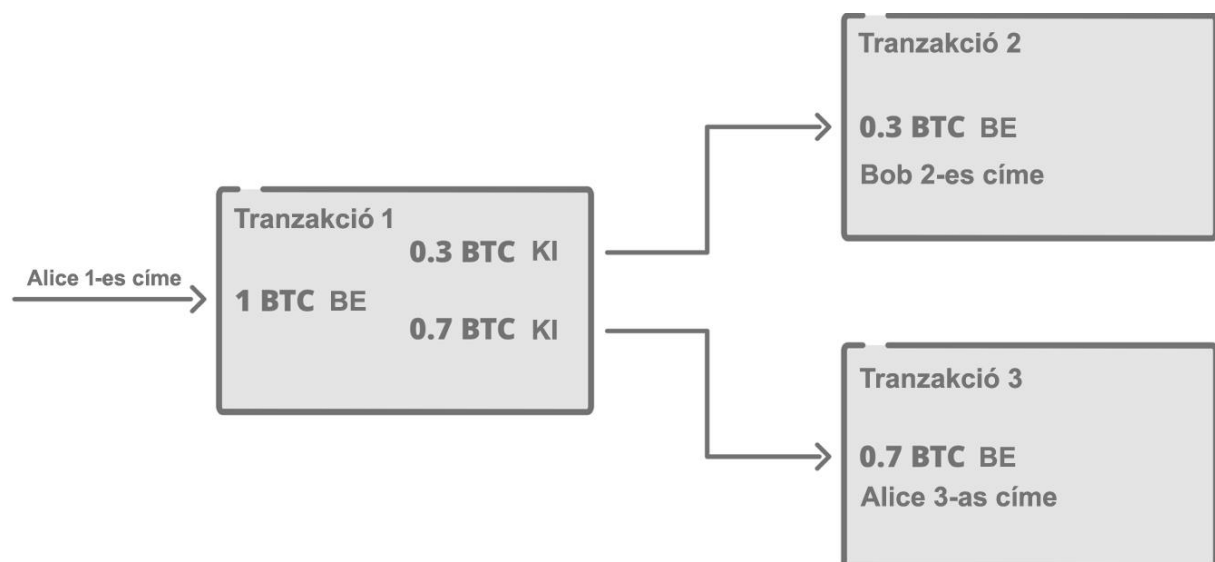 Alice 1-es címe
Tranzakció 1
0.3 BTC KI
1 BTC BE
0.7 BTC KI
Tranzakció 2
0.3 BTC BE
Bob 2-es címe
Tranzakció 3
0.7 BTC BE
Alice 3-as címe